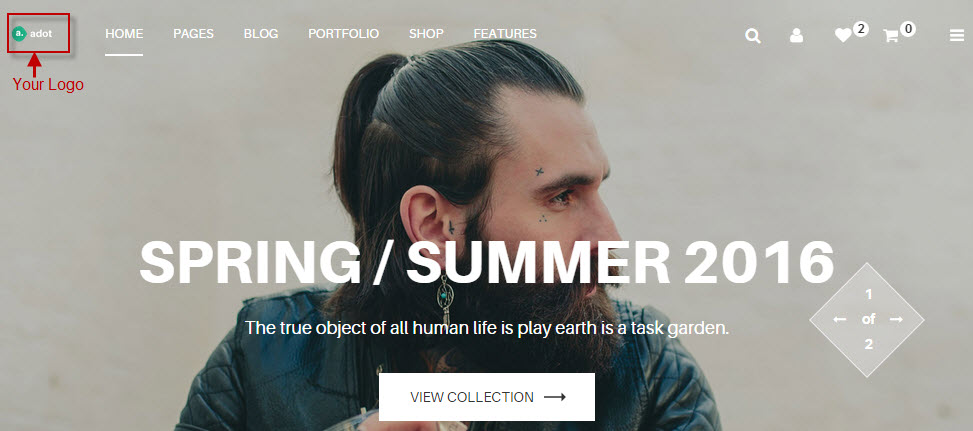 a. adot
HOME PAGES BLOG PORTFOLIO SHOP FEATURES 2 0
Your Logo
SPRING / SUMMER 2016
The true object of all human life is play earth is a task garden.
1
of
2
VIEW COLLECTION